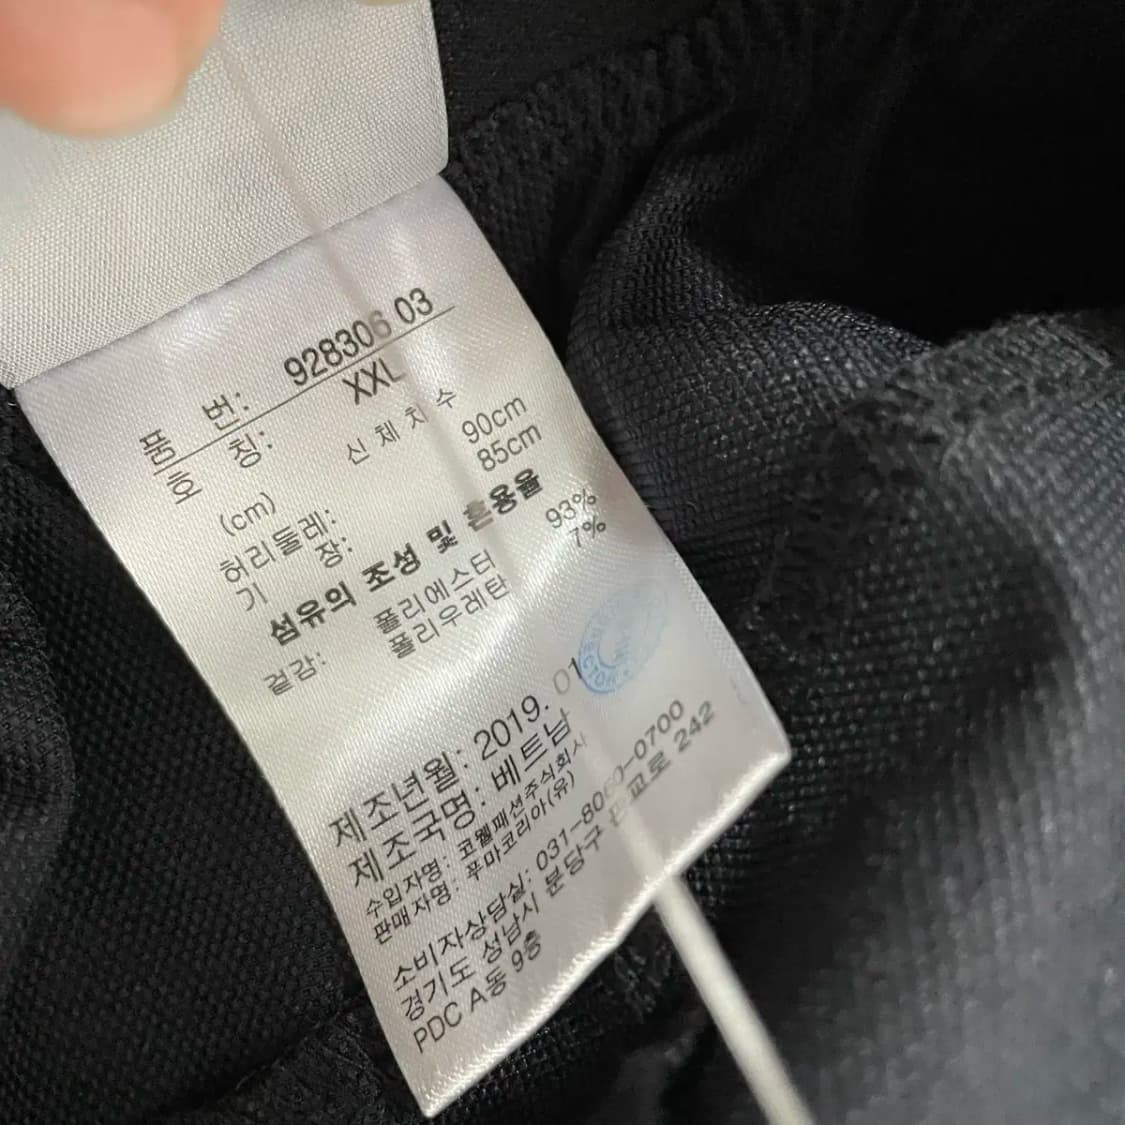 품 번: 928306 03
호 칭: XXL
신 체 치 수
(cm)
허리둘레: 90cm
기 장: 85cm
섬유의 조성 및 혼용율
겉감: 폴리에스터 93%
폴리우레탄 7%
제조년월: 2019. 01
제조국명: 베트남
수입자명: 코웰패션주식회사
판매자명: 푸마코리아(유)
소비자상담실: 031-8060-0700
경기도 성남시 분당구 판교로 242
PDC A동 9층